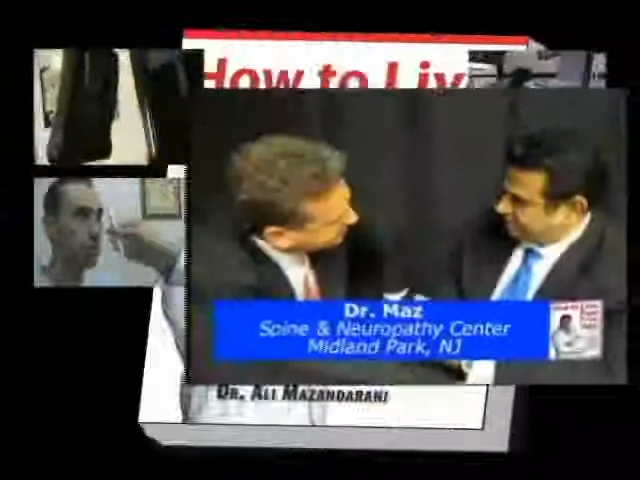 How to Liv
Dr. Maz
Spine & Neuropathy Center
Midland Park, NJ
DR. ALI MAZANDARANI